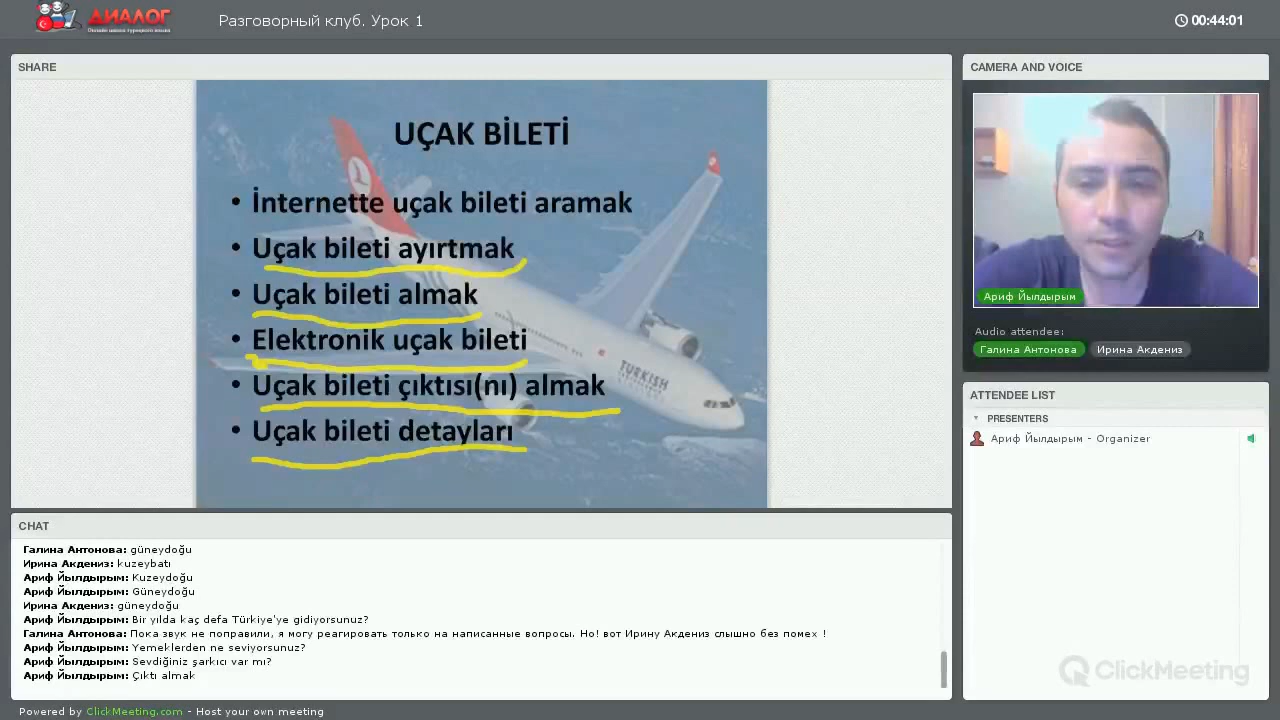 ДИАЛОГ
Онлайн школа турецкого языка
Разговорный клуб. Урок 1
00:44:01
SHARE
UÇAK BİLETİ
• İnternette uçak bileti aramak
• Uçak bileti ayırtmak
• Uçak bileti almak
• Elektronik uçak bileti
• Uçak bileti çıktısı(nı) almak
• Uçak bileti detayları
TURKISH
CAMERA AND VOICE
Ариф Йылдырым
Audio attendee:
Галина Антонова Ирина Акдениз
ATTENDEE LIST
PRESENTERS
Ариф Йылдырым - Organizer
CHAT
Галина Антонова: güneydoğu
Ирина Акдениз: kuzeybatı
Ариф Йылдырым: Kuzeydoğu
Ариф Йылдырым: Güneydoğu
Ирина Акдениз: güneydoğu
Ариф Йылдырым: Bir yılda kaç defa Türkiye'ye gidiyorsunuz?
Галина Антонова: Пока звук не поправили, я могу реагировать только на написанные вопросы. Но! вот Ирину Акдениз слышно без помех !
Ариф Йылдырым: Yemeklerden ne seviyorsunuz?
Ариф Йылдырым: Sevdiğiniz şarkıcı var mı?
Ариф Йылдырым: Çıktı almak
ClickMeeting
Powered by ClickMeeting.com - Host your own meeting